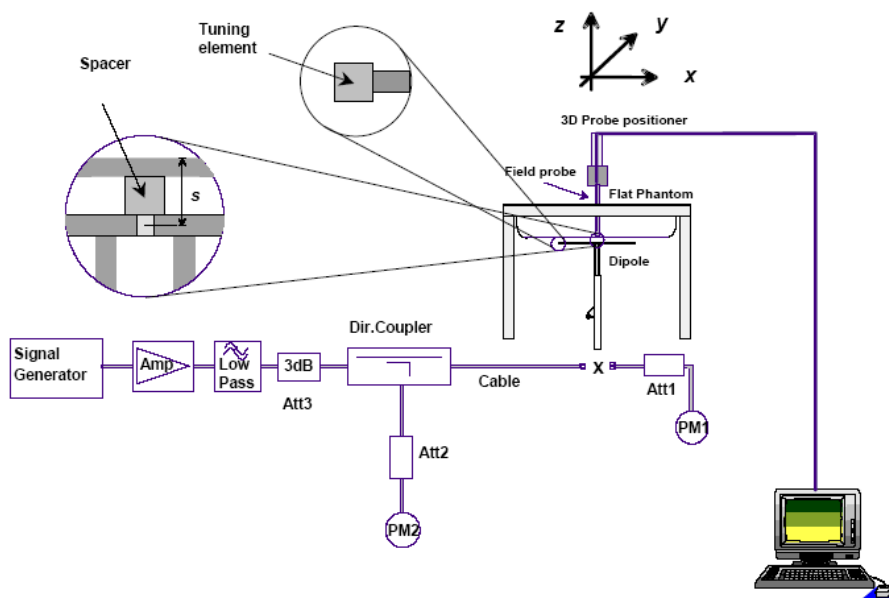 Tuning
element
z
y
x
Spacer
3D Probe positioner
s
Field probe
Flat Phantom
Dipole
Dir.Coupler
Signal
Generator
Amp
Low
Pass
3dB
Att3
Cable
X
Att1
PM1
Att2
PM2